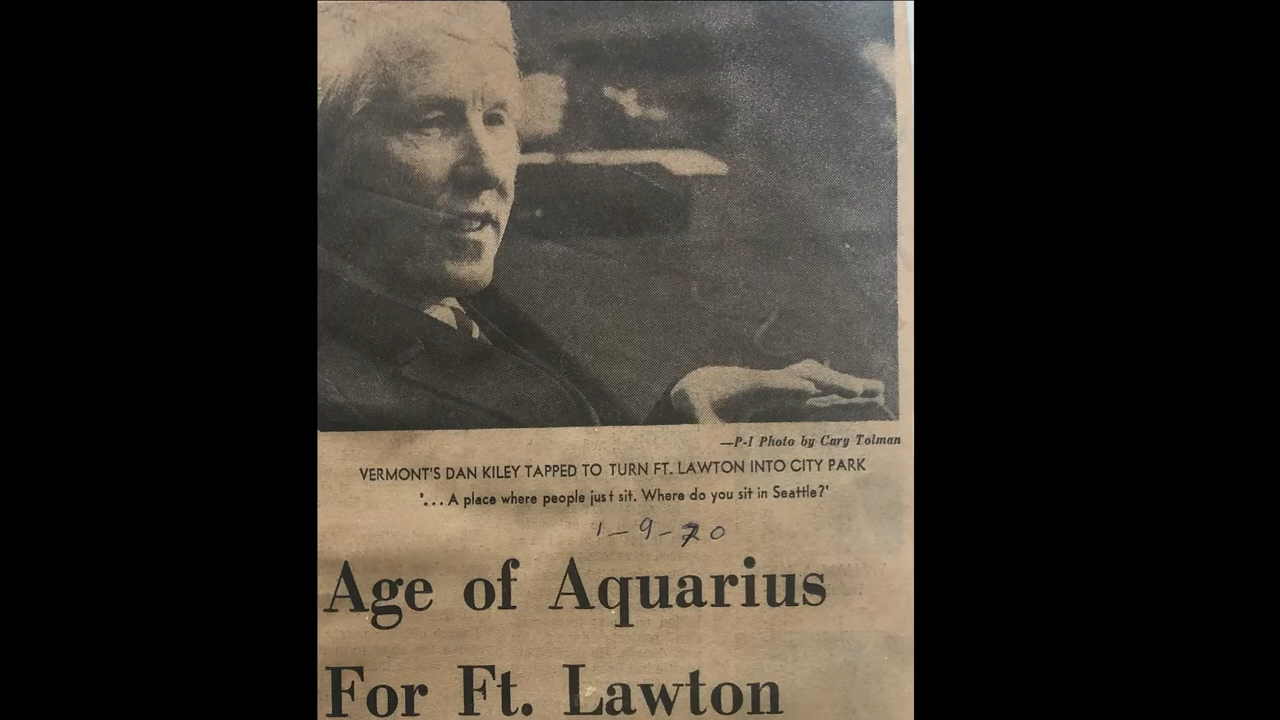 —P-I Photo by Cary Tolman
VERMONT'S DAN KILEY TAPPED TO TURN FT. LAWTON INTO CITY PARK
'... A place where people just sit. Where do you sit in Seattle?'
1-9-70
Age of Aquarius
For Ft. Lawton